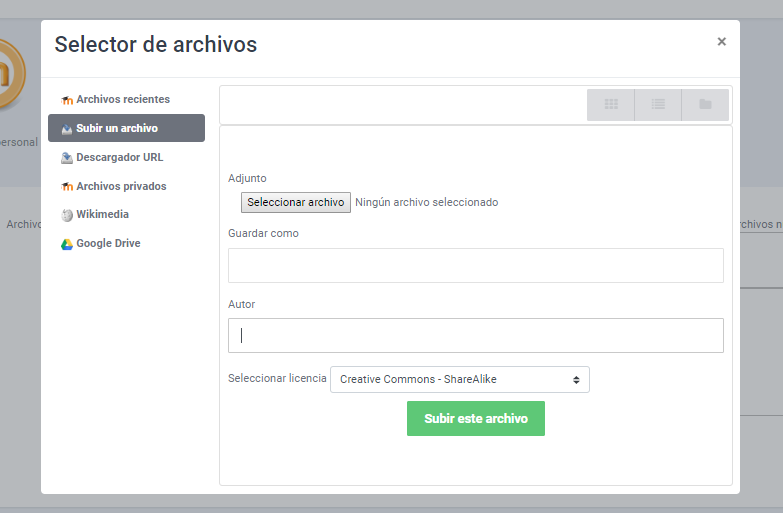 Selector de archivos
×
Archivos recientes
Subir un archivo
Descargador URL
Archivos privados
Wikimedia
Google Drive
Adjunto
Seleccionar archivo Ningún archivo seleccionado
Guardar como
Autor
Seleccionar licencia Creative Commons - ShareAlike
Subir este archivo
ersonal
Archivo
rchivos n